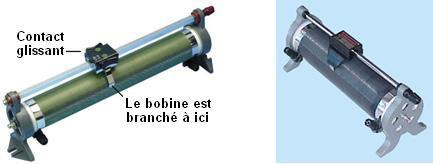 Contact
glissant
Le bobine est
branché à ici